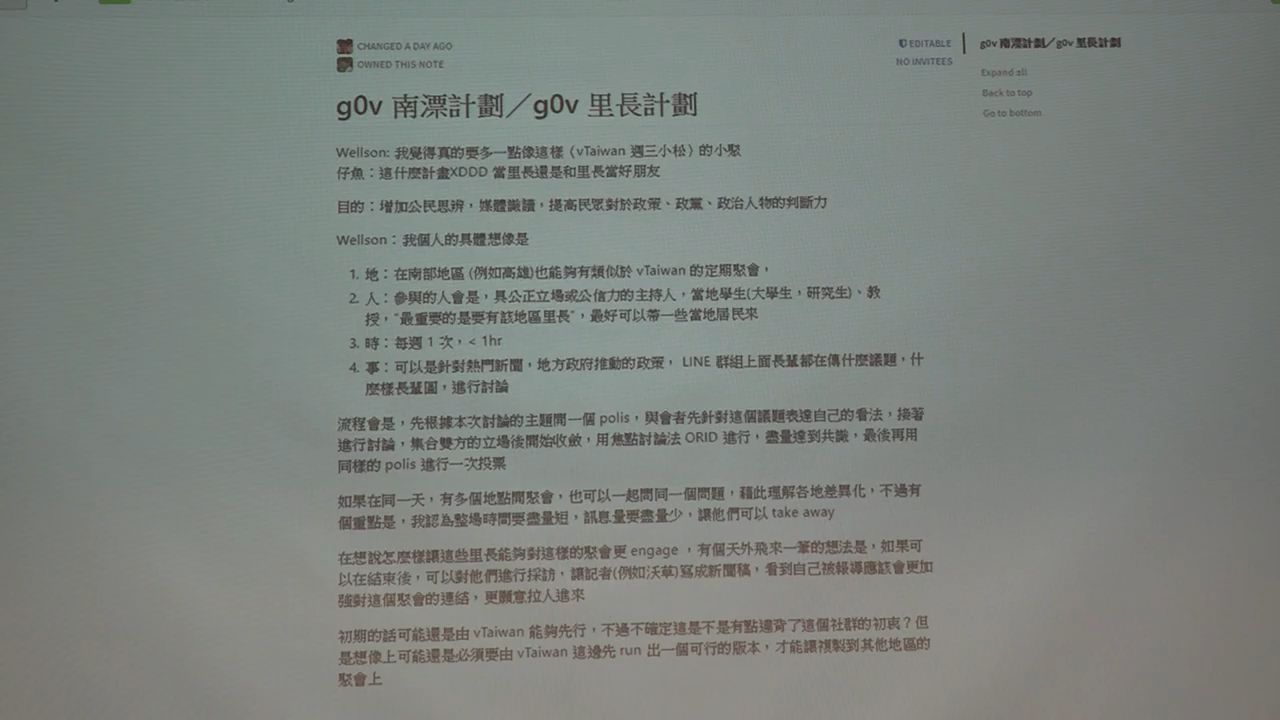 CHANGED A DAY AGO
OWNED THIS NOTE
EDITABLE
NO INVITEES
g0v 南漂計劃／g0v 里長計劃
Expand all
Back to top
Go to bottom
g0v 南漂計劃／g0v 里長計劃
Wellson: 我覺得真的要多一點像這樣（vTaiwan 週三小松）的小聚
仔魚：這什麼計畫XDDD 當里長還是和里長當好朋友
目的：增加公民思辨，媒體識讀，提高民眾對於政策、政黨、政治人物的判斷力
Wellson：我個人的具體想像是
1. 地：在南部地區 (例如高雄)也能夠有類似於 vTaiwan 的定期聚會，
2. 人：參與的人會是，具公正立場或公信力的主持人，當地學生(大學生，研究生)、教
授，"最重要的是要有該地區里長"，最好可以帶一些當地居民來
3. 時：每週 1 次，< 1hr
4. 事：可以是針對熱門新聞，地方政府推動的政策， LINE 群組上面長輩都在傳什麼議題，什
麼樣長輩圖，進行討論
流程會是，先根據本次討論的主題開一個 polis，與會者先針對這個議題表達自己的看法，接著
進行討論，集合雙方的立場後開始收斂，用焦點討論法 ORID 進行，盡量達到共識，最後再用
同樣的 polis 進行一次投票
如果在同一天，有多個地點開聚會，也可以一起問同一個問題，藉此理解各地差異化，不過有
個重點是，我認為整場時間要盡量短，訊息量要盡量少，讓他們可以 take away
在想說怎麼樣讓這些里長能夠對這樣的聚會更 engage ，有個天外飛來一筆的想法是，如果可
以在結束後，可以對他們進行採訪，讓記者(例如沃草)寫成新聞稿，看到自己被報導應該會更加
強對這個聚會的連結，更願意拉人進來
初期的話可能還是由 vTaiwan 能夠先行，不過不確定這是不是有點違背了這個社群的初衷？但
是想像上可能還是必須要由 vTaiwan 這邊先 run 出一個可行的版本，才能讓複製到其他地區的
聚會上